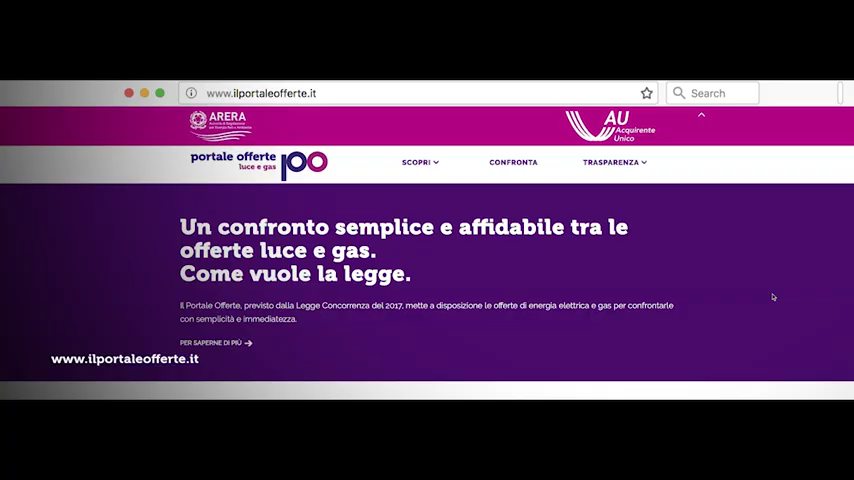 www.ilportaleofferte.it
Search
ARERA
AU
Acquirente
Unico
portale offerte
luce e gas
SCOPRI
CONFRONTA
TRASPARENZA
Un confronto semplice e affidabile tra le
offerte luce e gas.
Come vuole la legge.
Il Portale Offerte, previsto dalla Legge Concorrenza del 2017, mette a disposizione le offerte di energia elettrica e gas per confrontarle
con semplicità e immediatezza.
PER SAPERNE DI PIÙ
www.ilportaleofferte.it